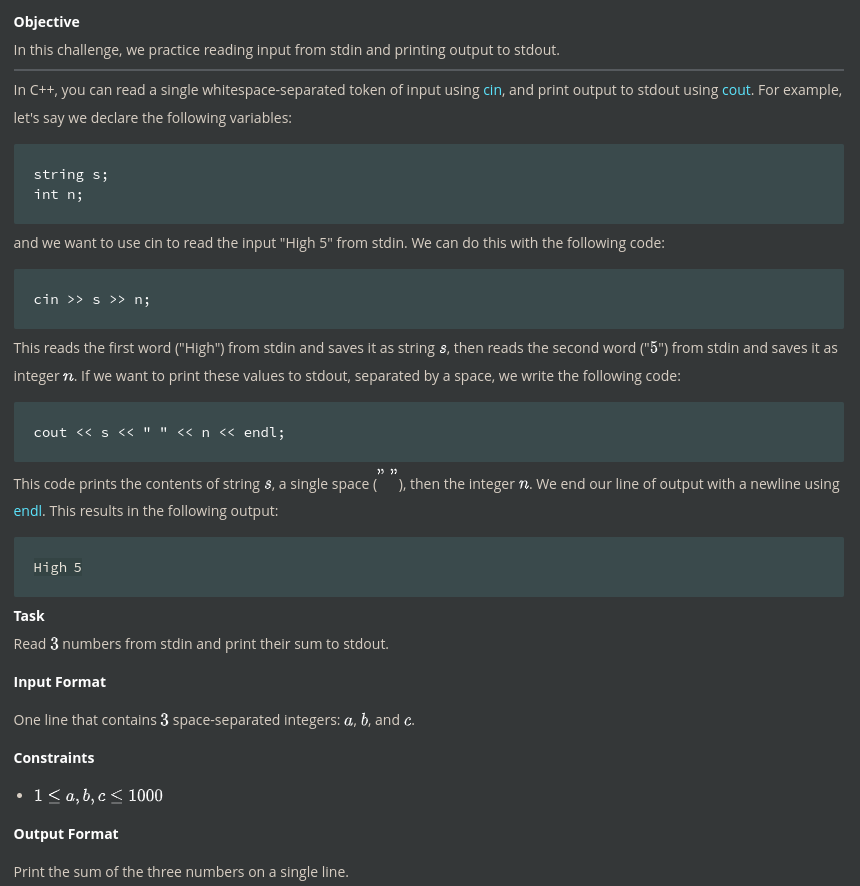 Objective
In this challenge, we practice reading input from stdin and printing output to stdout.
In C++, you can read a single whitespace-separated token of input using cin, and print output to stdout using cout. For example,
let's say we declare the following variables:
string s;
int n;
and we want to use cin to read the input "High 5" from stdin. We can do this with the following code:
cin >> s >> n;
This reads the first word ("High") from stdin and saves it as string s, then reads the second word ("5") from stdin and saves it as
integer n. If we want to print these values to stdout, separated by a space, we write the following code:
cout << s << " " << n << endl;
This code prints the contents of string s, a single space (” ”), then the integer n. We end our line of output with a newline using
endl. This results in the following output:
High 5
Task
Read 3 numbers from stdin and print their sum to stdout.
Input Format
One line that contains 3 space-separated integers: a, b, and c.
Constraints
• 1 ≤ a, b, c ≤ 1000
Output Format
Print the sum of the three numbers on a single line.